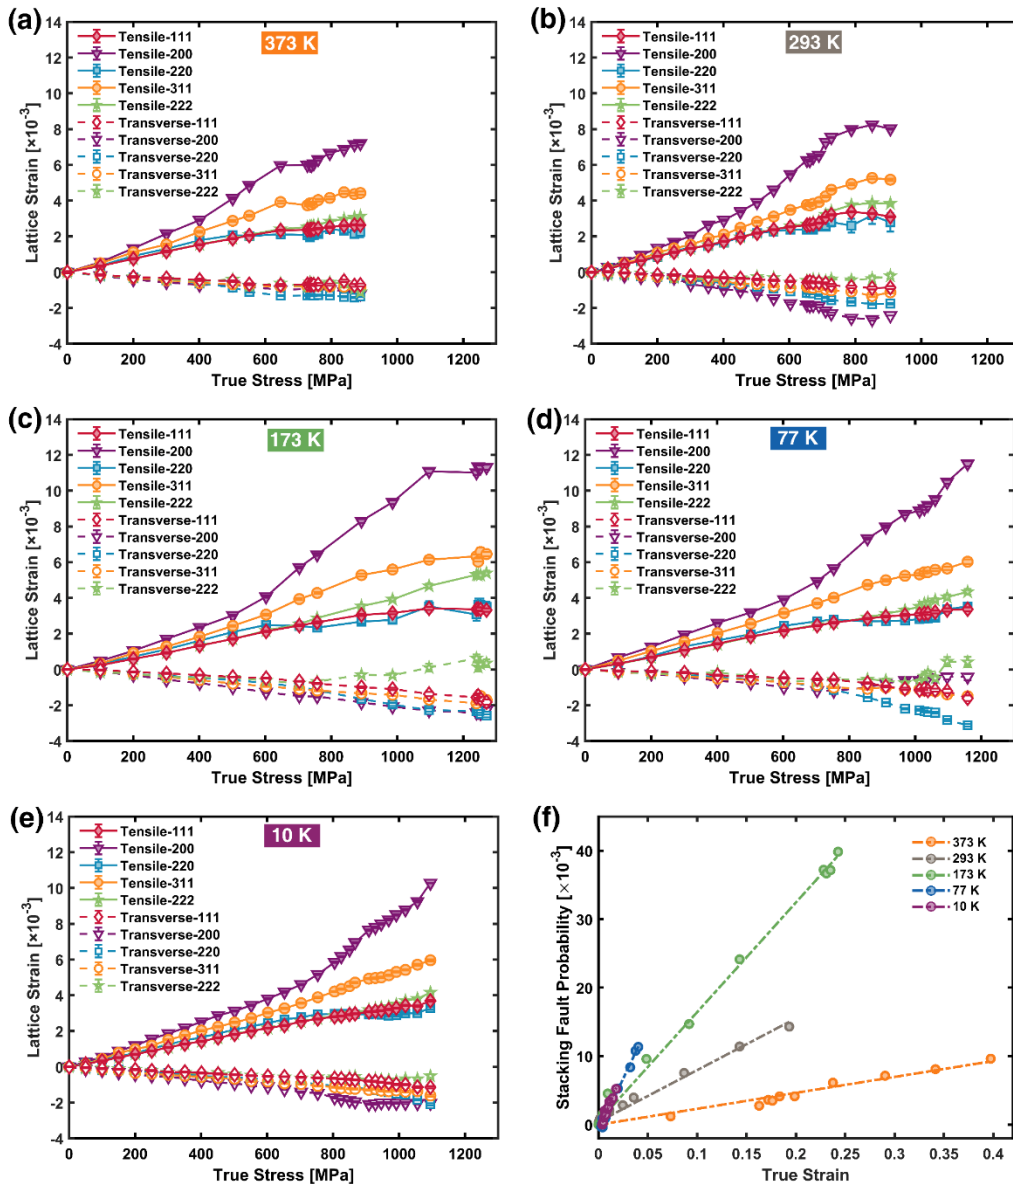 (a)
373 K
Tensile-111
Tensile-200
Tensile-220
Tensile-311
Tensile-222
Transverse-111
Transverse-200
Transverse-220
Transverse-311
Transverse-222
Lattice Strain [×10⁻³]
14
12
10
8
6
4
2
0
-2
-4
0 200 400 600 800 1000 1200
True Stress [MPa]
(b)
293 K
Tensile-111
Tensile-200
Tensile-220
Tensile-311
Tensile-222
Transverse-111
Transverse-200
Transverse-220
Transverse-311
Transverse-222
Lattice Strain [×10⁻³]
14
12
10
8
6
4
2
0
-2
-4
0 200 400 600 800 1000 1200
True Stress [MPa]
(c)
173 K
Tensile-111
Tensile-200
Tensile-220
Tensile-311
Tensile-222
Transverse-111
Transverse-200
Transverse-220
Transverse-311
Transverse-222
Lattice Strain [×10⁻³]
14
12
10
8
6
4
2
0
-2
-4
0 200 400 600 800 1000 1200
True Stress [MPa]
(d)
77 K
Tensile-111
Tensile-200
Tensile-220
Tensile-311
Tensile-222
Transverse-111
Transverse-200
Transverse-220
Transverse-311
Transverse-222
Lattice Strain [×10⁻³]
14
12
10
8
6
4
2
0
-2
-4
0 200 400 600 800 1000 1200
True Stress [MPa]
(e)
10 K
Tensile-111
Tensile-200
Tensile-220
Tensile-311
Tensile-222
Transverse-111
Transverse-200
Transverse-220
Transverse-311
Transverse-222
Lattice Strain [×10⁻³]
14
12
10
8
6
4
2
0
-2
-4
0 200 400 600 800 1000 1200
True Stress [MPa]
(f)
373 K
293 K
173 K
77 K
10 K
Stacking Fault Probability [×10⁻³]
40
30
20
10
0
0 0.05 0.1 0.15 0.2 0.25 0.3 0.35 0.4
True Strain